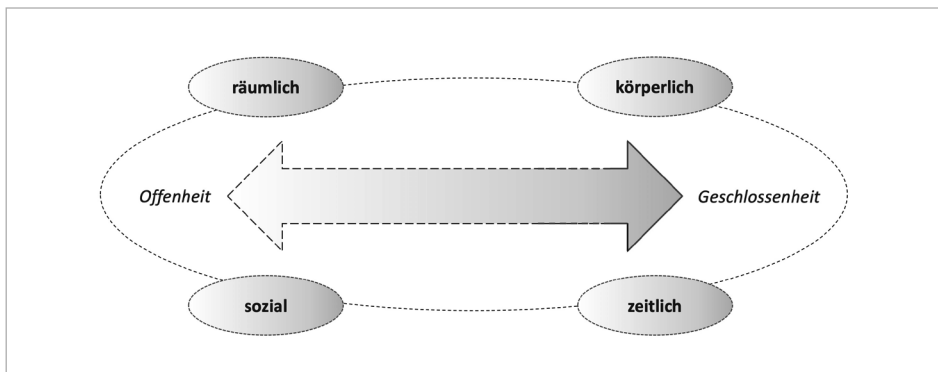 räumlich
körperlich
Offenheit
Geschlossenheit
sozial
zeitlich